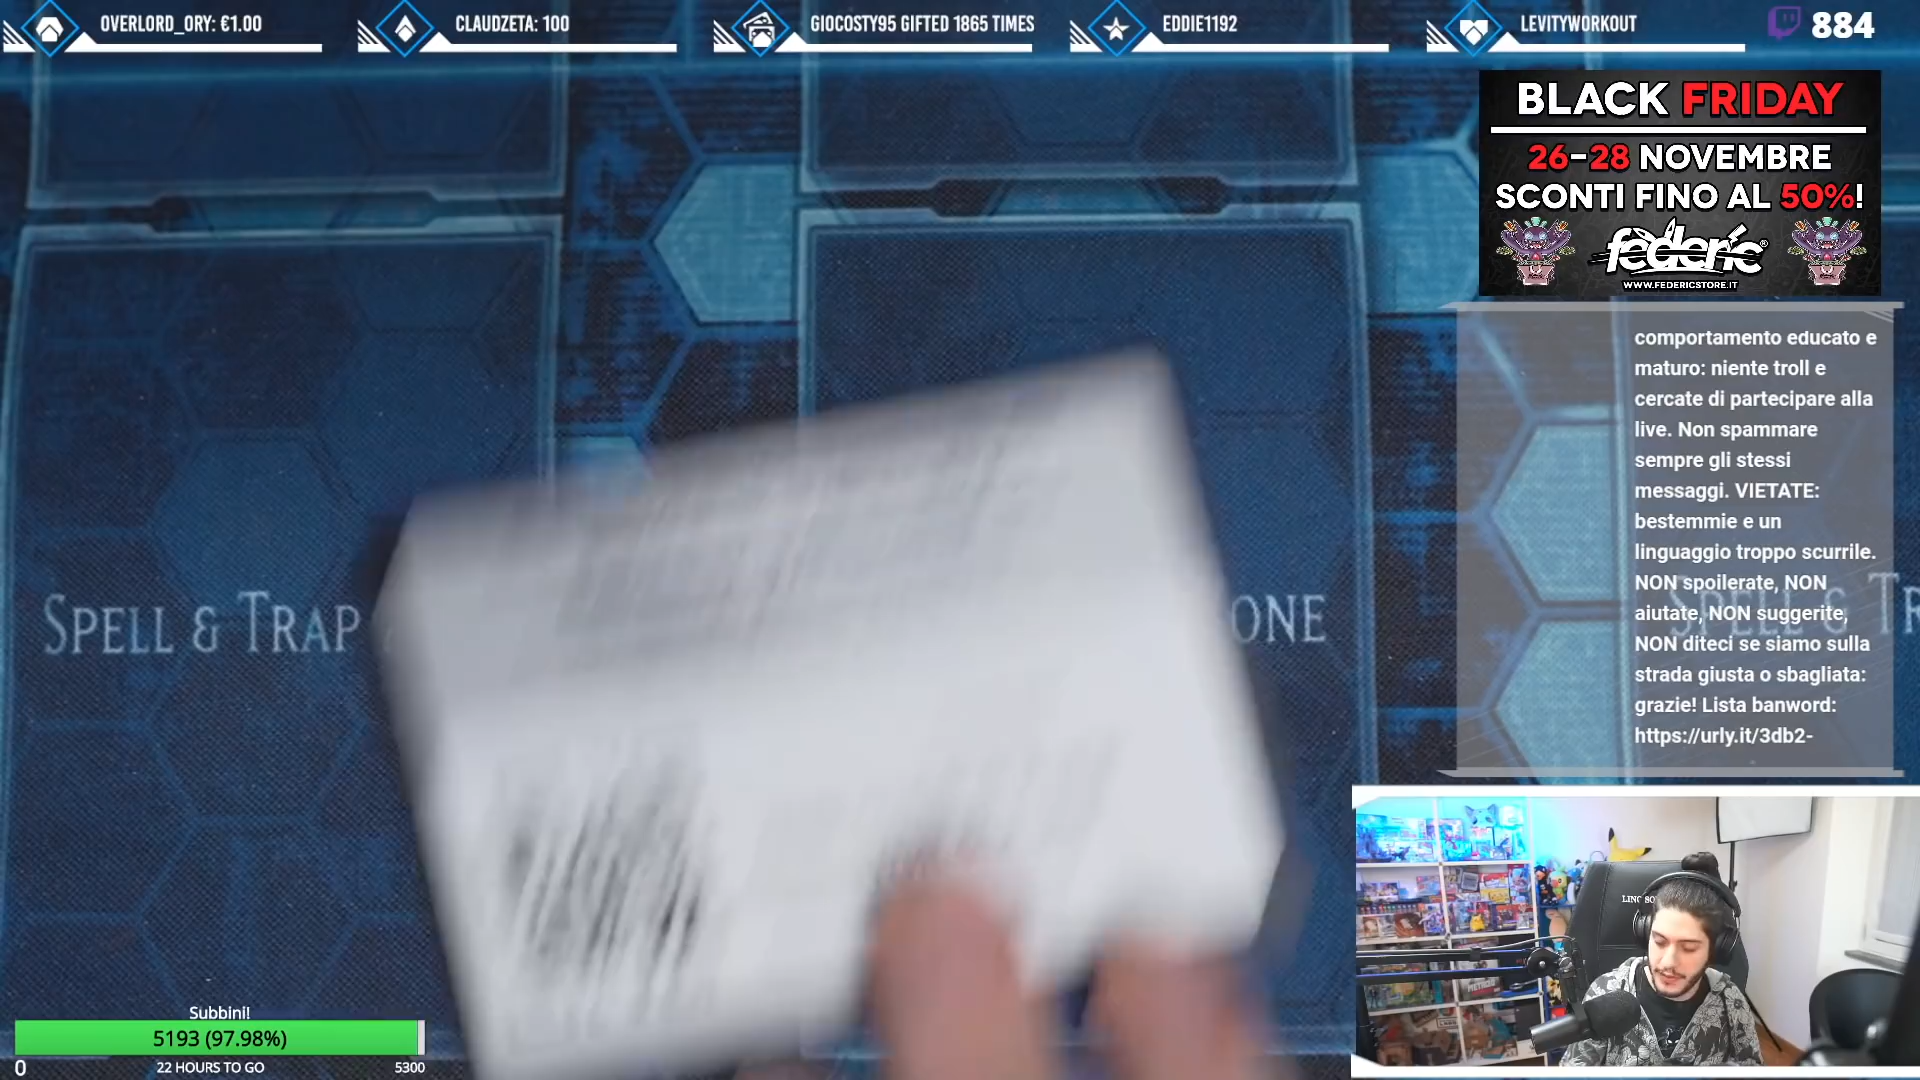 OVERLORD_ORY: €1.00
CLAUDZETA: 100
GIOCOSTY95 GIFTED 1865 TIMES
EDDIE1192
LEVITYWORKOUT
884
BLACK FRIDAY
26-28 NOVEMBRE
SCONTI FINO AL 50%!
federic®
WWW.FEDERICSTORE.IT
comportamento educato e
maturo: niente troll e
cercate di partecipare alla
live. Non spammare
sempre gli stessi
messaggi. VIETATE:
bestemmie e un
linguaggio troppo scurrile.
NON spoilerate, NON
aiutate, NON suggerite,
NON diteci se siamo sulla
strada giusta o sbagliata:
grazie! Lista banword:
https://urly.it/3db2-
SPELL & TRAP
ONE
SPELL & TR
Subbini!
5193 (97.98%)
0
22 HOURS TO GO
5300